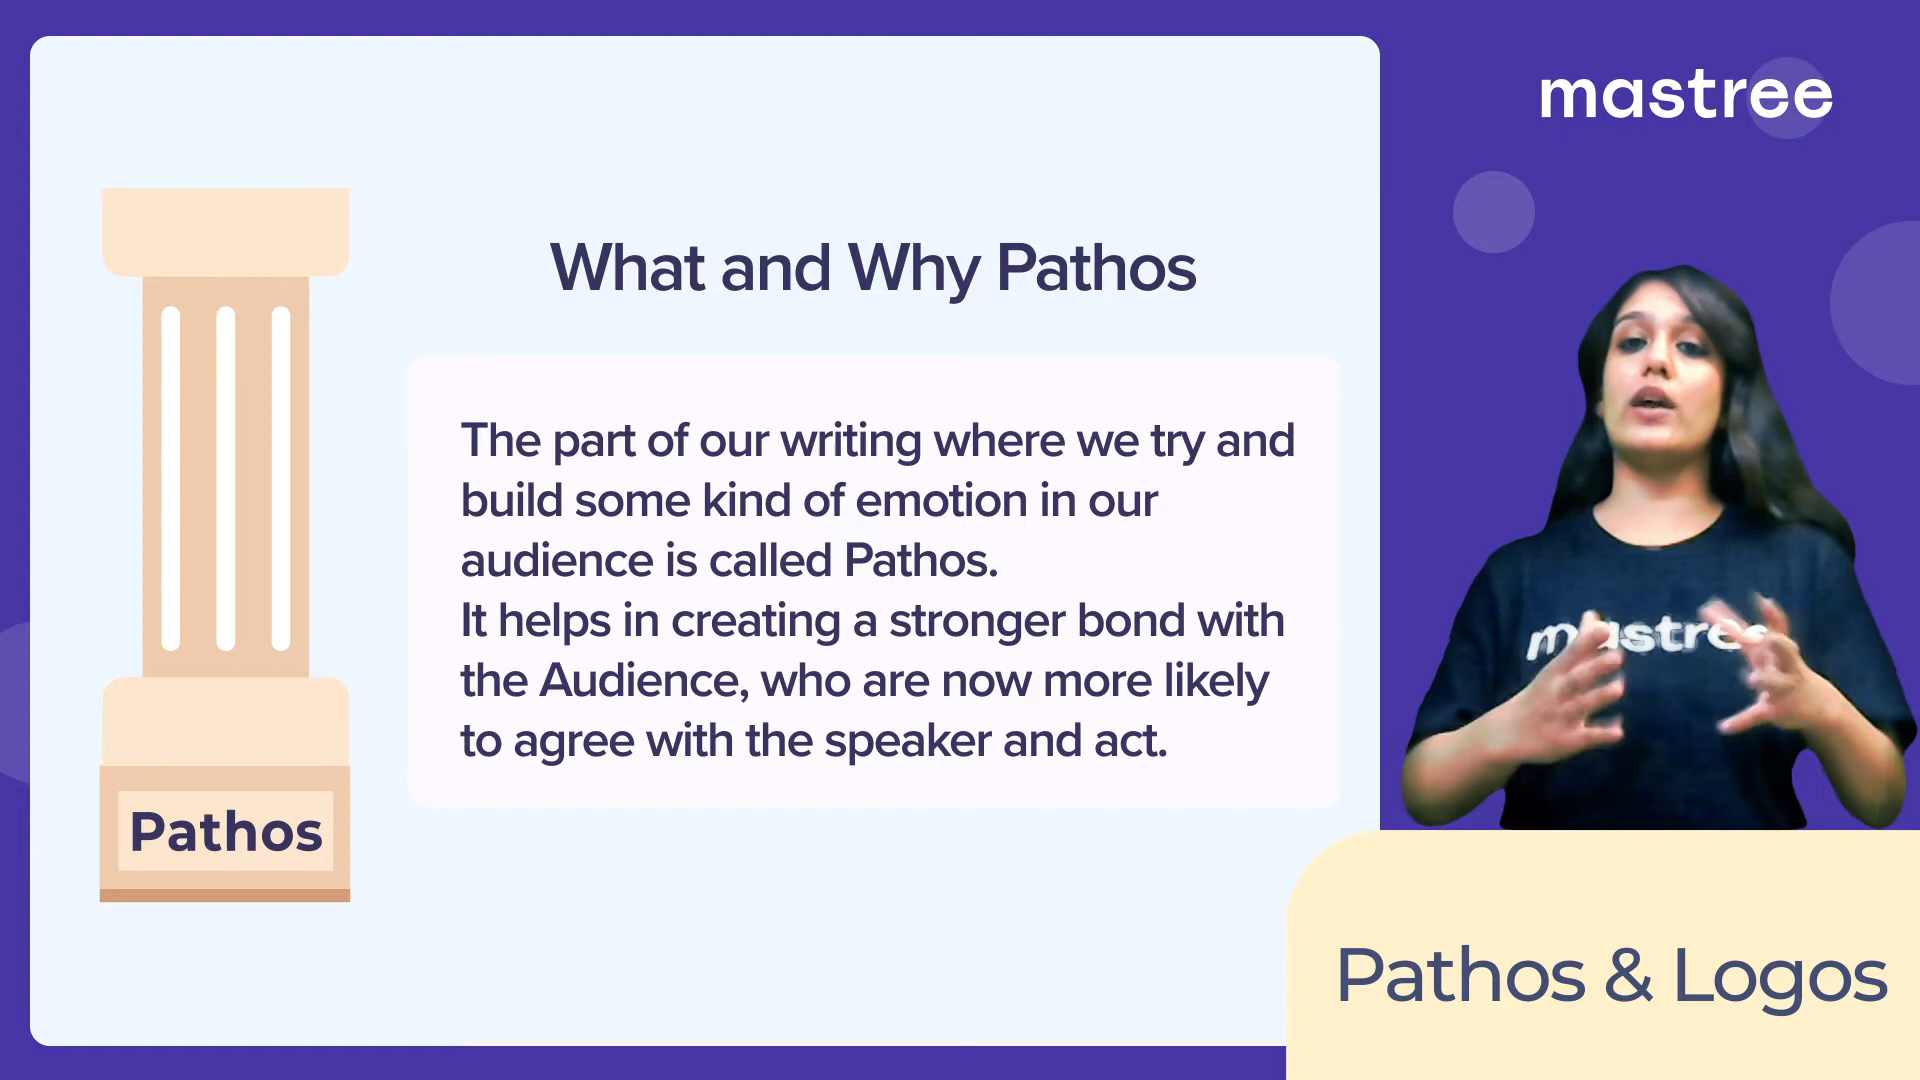 mastree
What and Why Pathos
The part of our writing where we try and
build some kind of emotion in our
audience is called Pathos.
It helps in creating a stronger bond with
the Audience, who are now more likely
to agree with the speaker and act.
Pathos
mastree
Pathos & Logos